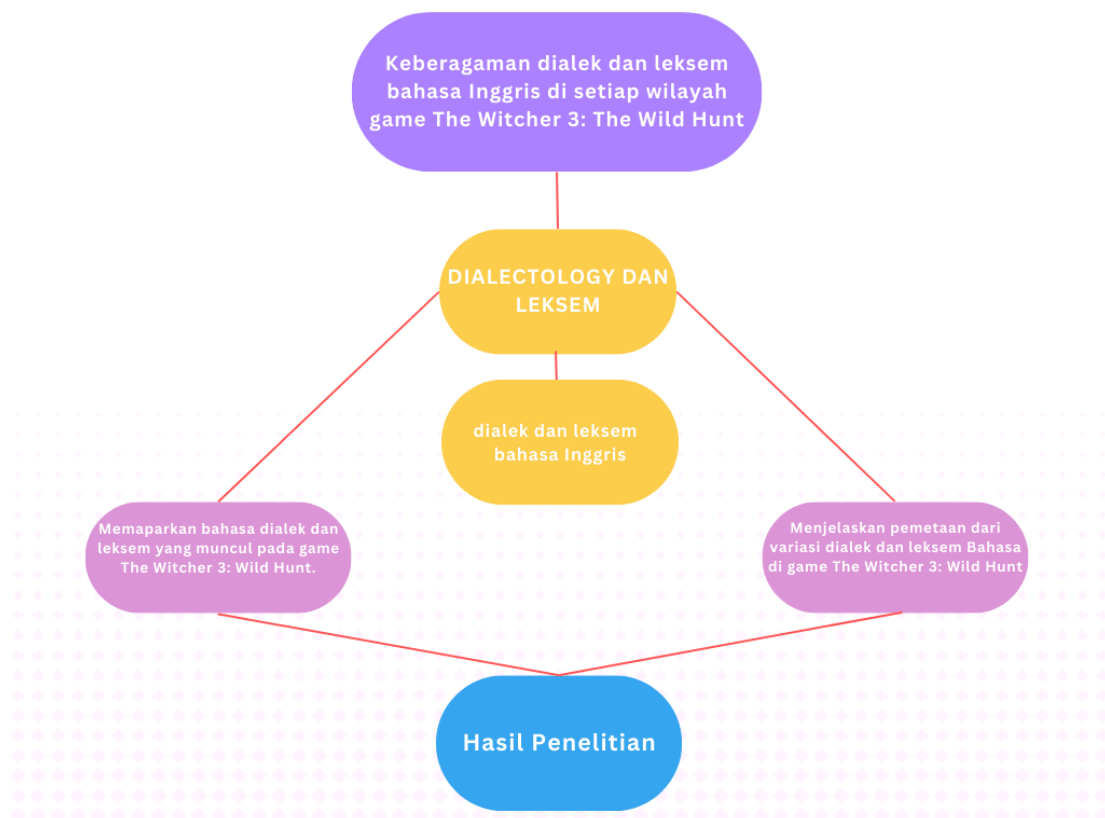 Keberagaman dialek dan leksem
bahasa Inggris di setiap wilayah
game The Witcher 3: The Wild Hunt
DIALECTOLOGY DAN
LEKSEM
dialek dan leksem
bahasa Inggris
Memaparkan bahasa dialek dan
leksem yang muncul pada game
The Witcher 3: Wild Hunt.
Menjelaskan pemetaan dari
variasi dialek dan leksem Bahasa
di game The Witcher 3: Wild Hunt
Hasil Penelitian